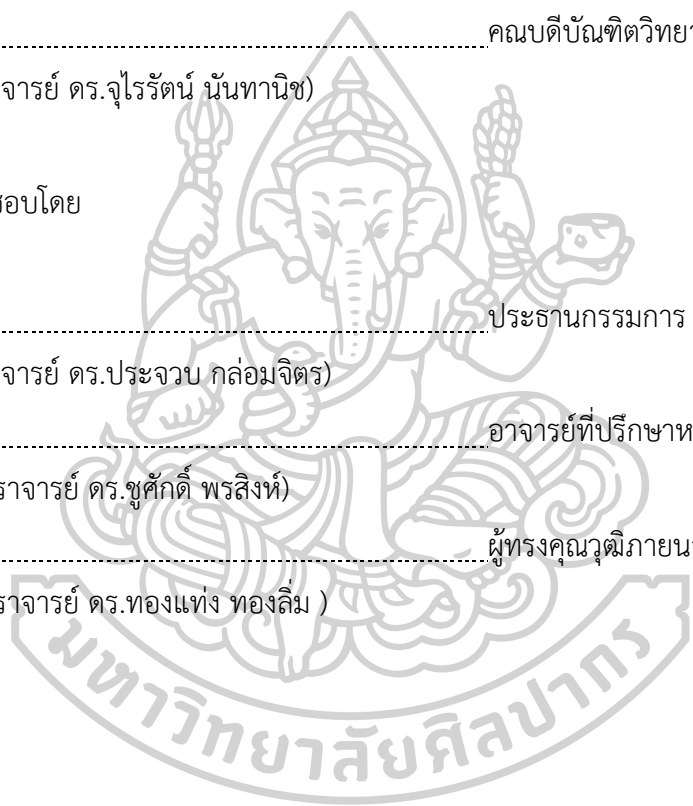 คณบดีบัณฑิตวิทยา
จารย์ ดร.จุไรรัตน์ นันทานิช)
สอบโดย
ประธานกรรมการ
จารย์ ดร.ประจวบ กล่อมจิตร)
อาจารย์ที่ปรึกษาห
ราจารย์ ดร.ชูศักดิ์ พรสิงห์)
ผู้ทรงคุณวุฒิภายน
ราจารย์ ดร.ทองแท่ง ทองลิ่ม )
มหาวิทยาลัยศิลปากร